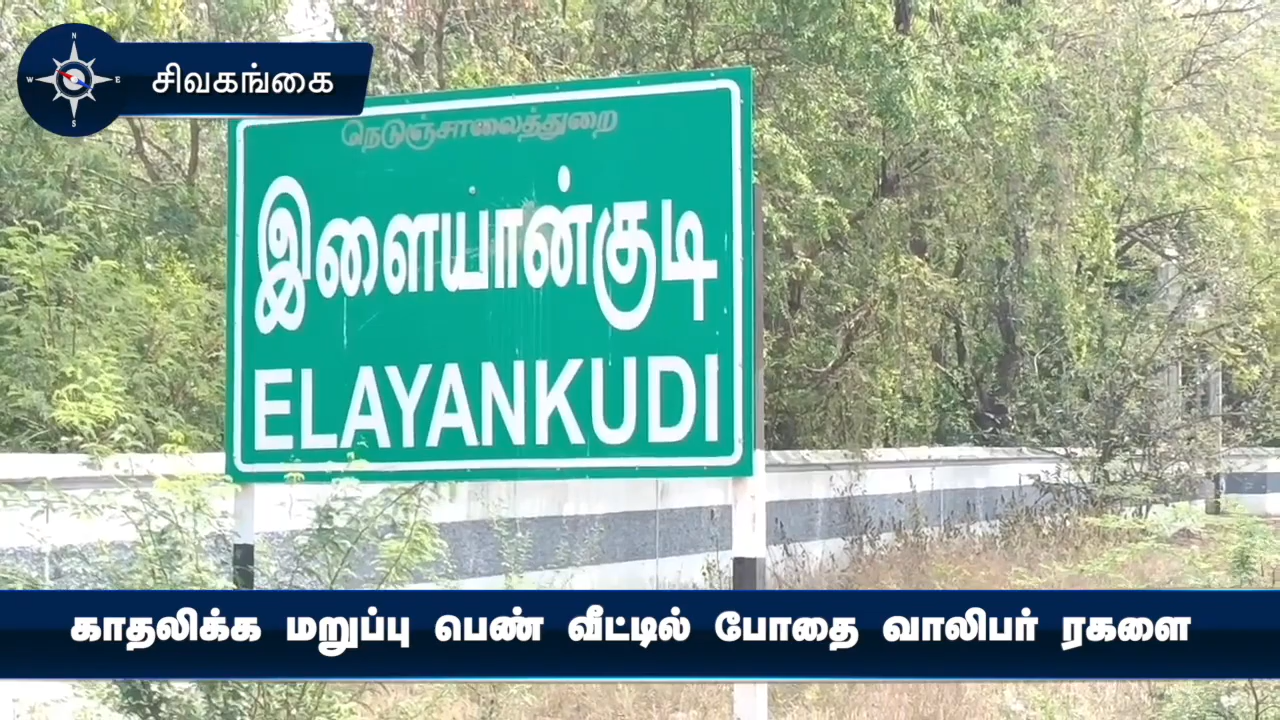 சிவகங்கை
நெடுஞ்சாலைத்துறை
இளையான்குடி
ELAYANKUDI
காதலிக்க மறுப்பு பெண் வீட்டில் போதை வாலிபர் ரகளை
N
W E
S